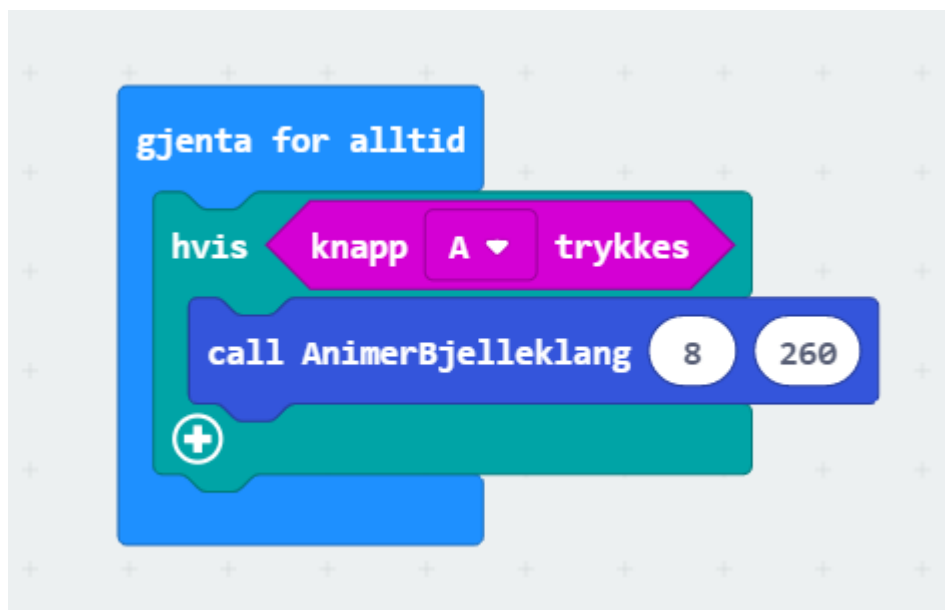 gjenta for alltid
hvis knapp A trykkes
call AnimerBjelleklang 8 260